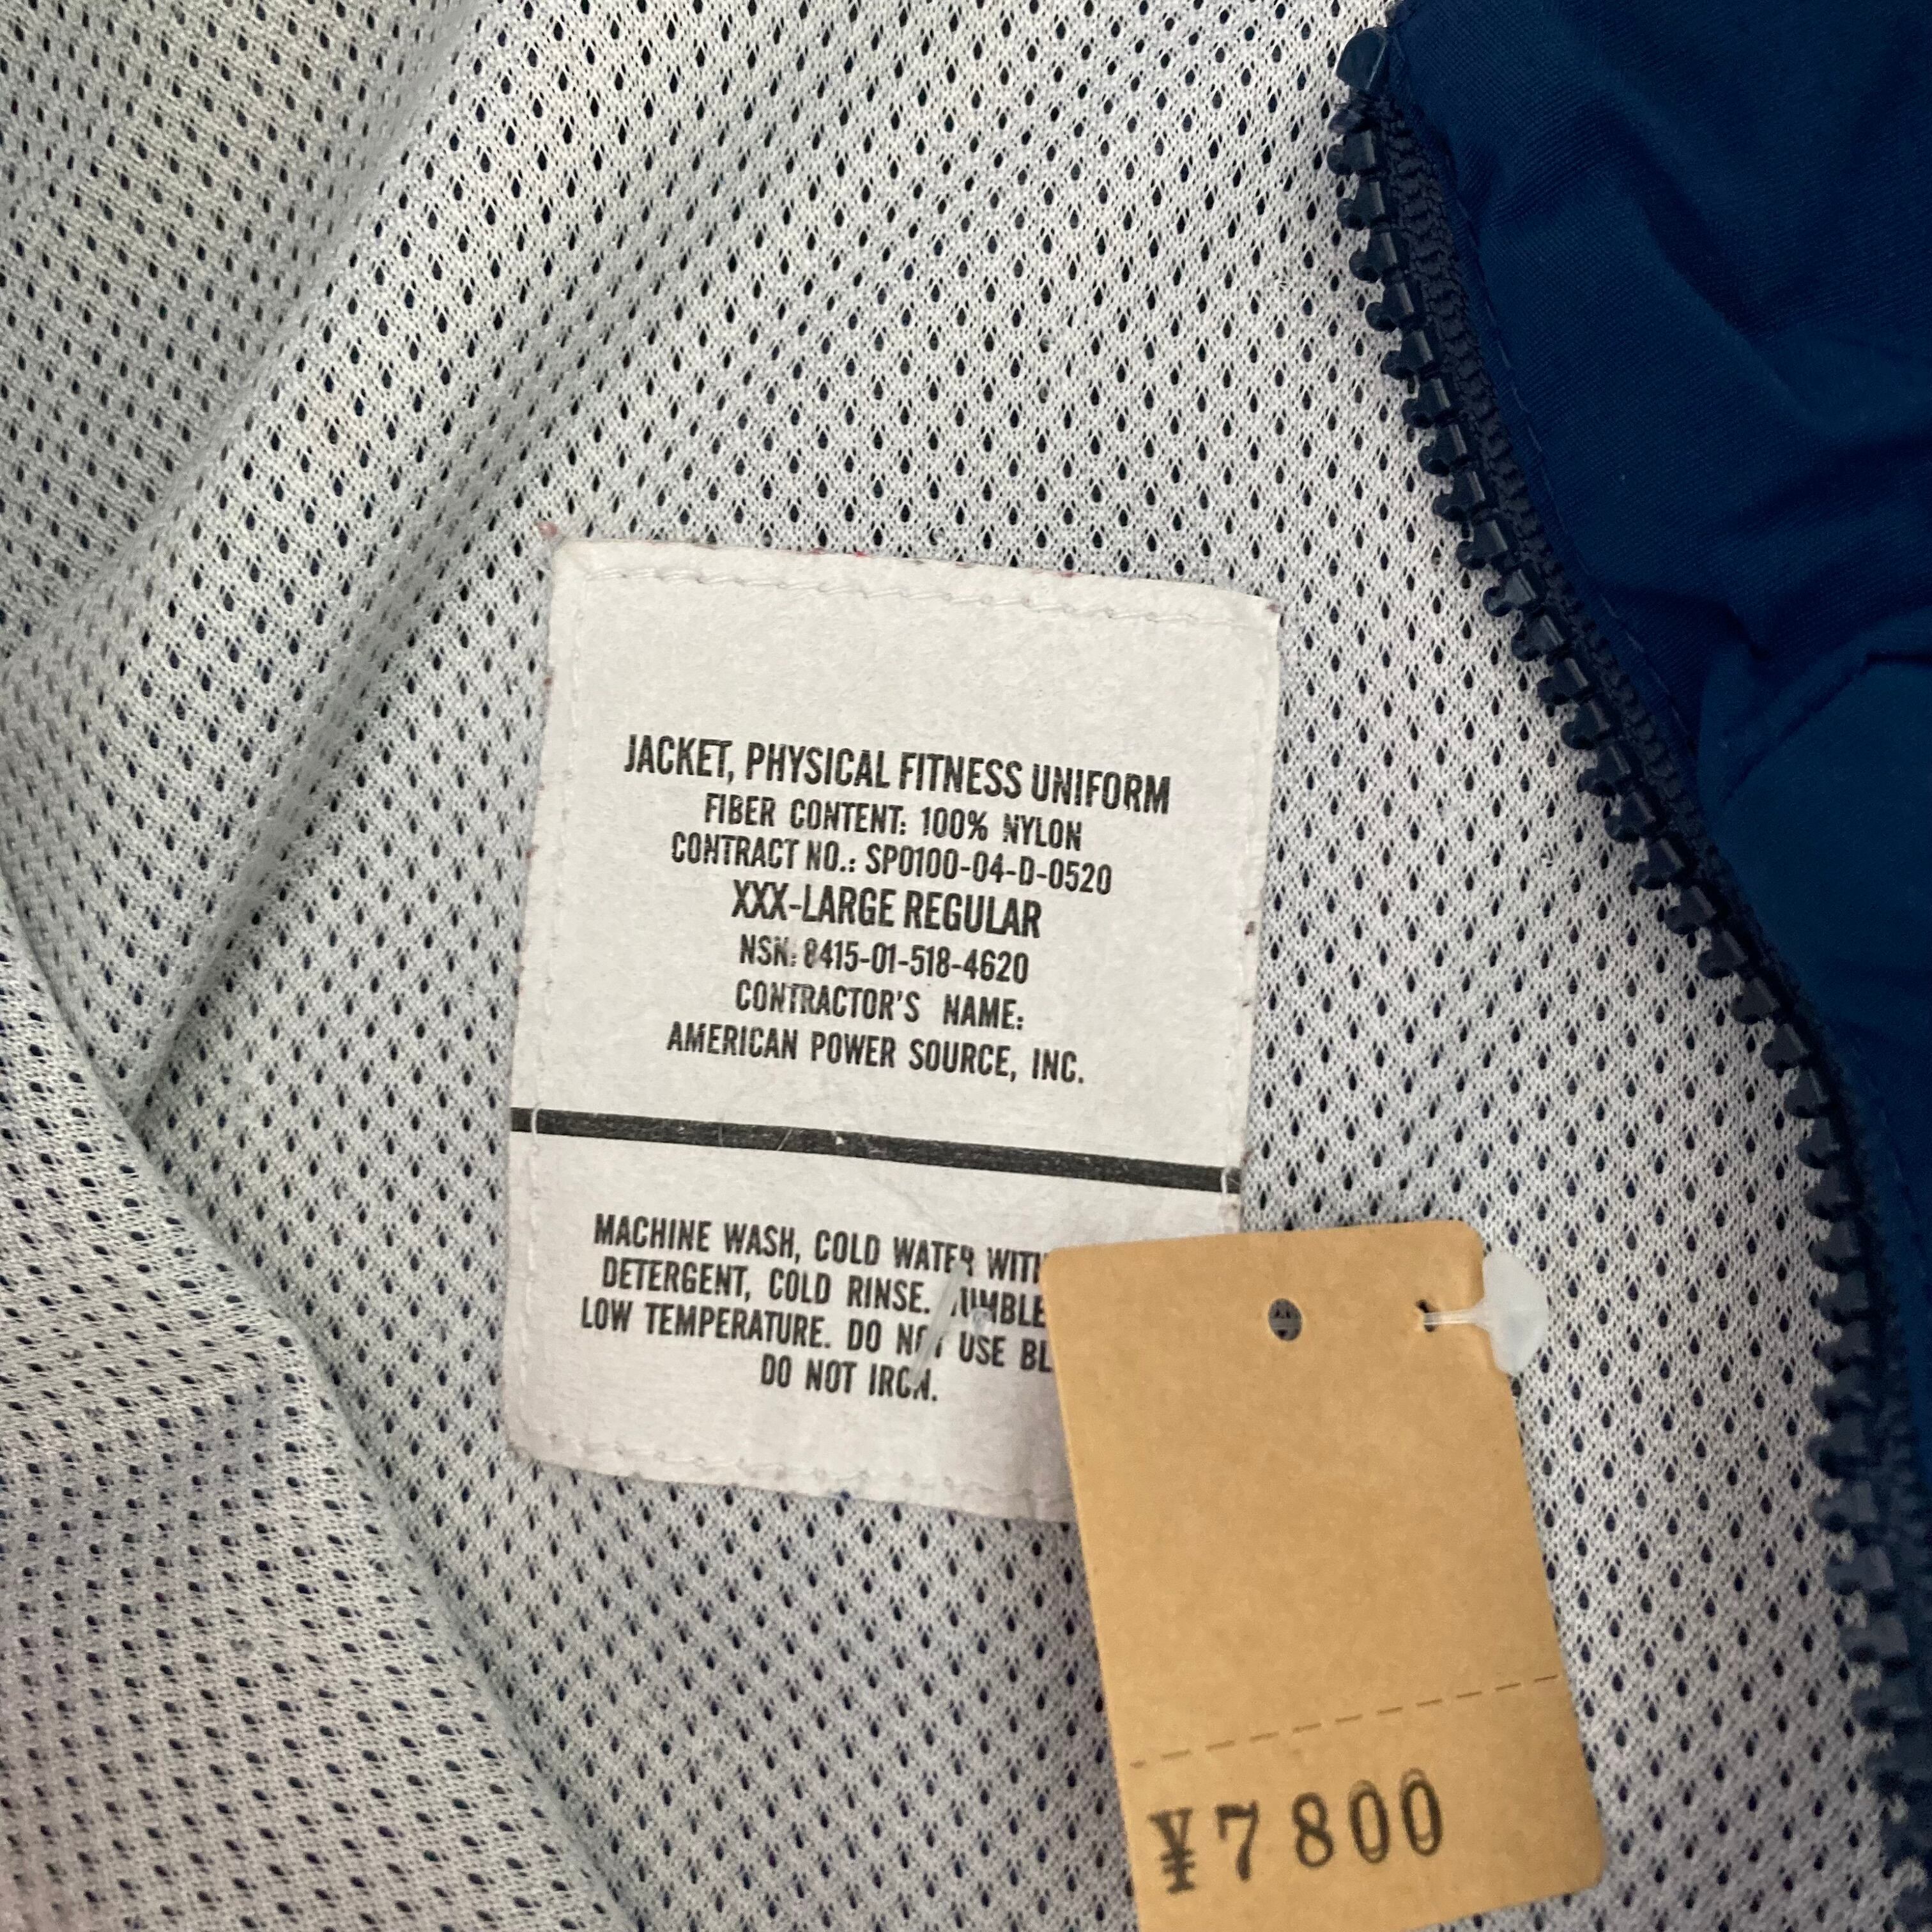 JACKET, PHYSICAL FITNESS UNIFORM
FIBER CONTENT: 100% NYLON
CONTRACT NO.: SP0100-04-D-0520
XXX-LARGE REGULAR
NSN: 8415-01-518-4620
CONTRACTOR'S NAME:
AMERICAN POWER SOURCE, INC.
MACHINE WASH, COLD WATER
DETERGENT, COLD RINSE.
LOW TEMPERATURE. DO NOT USE
DO NOT IRON.
¥7800